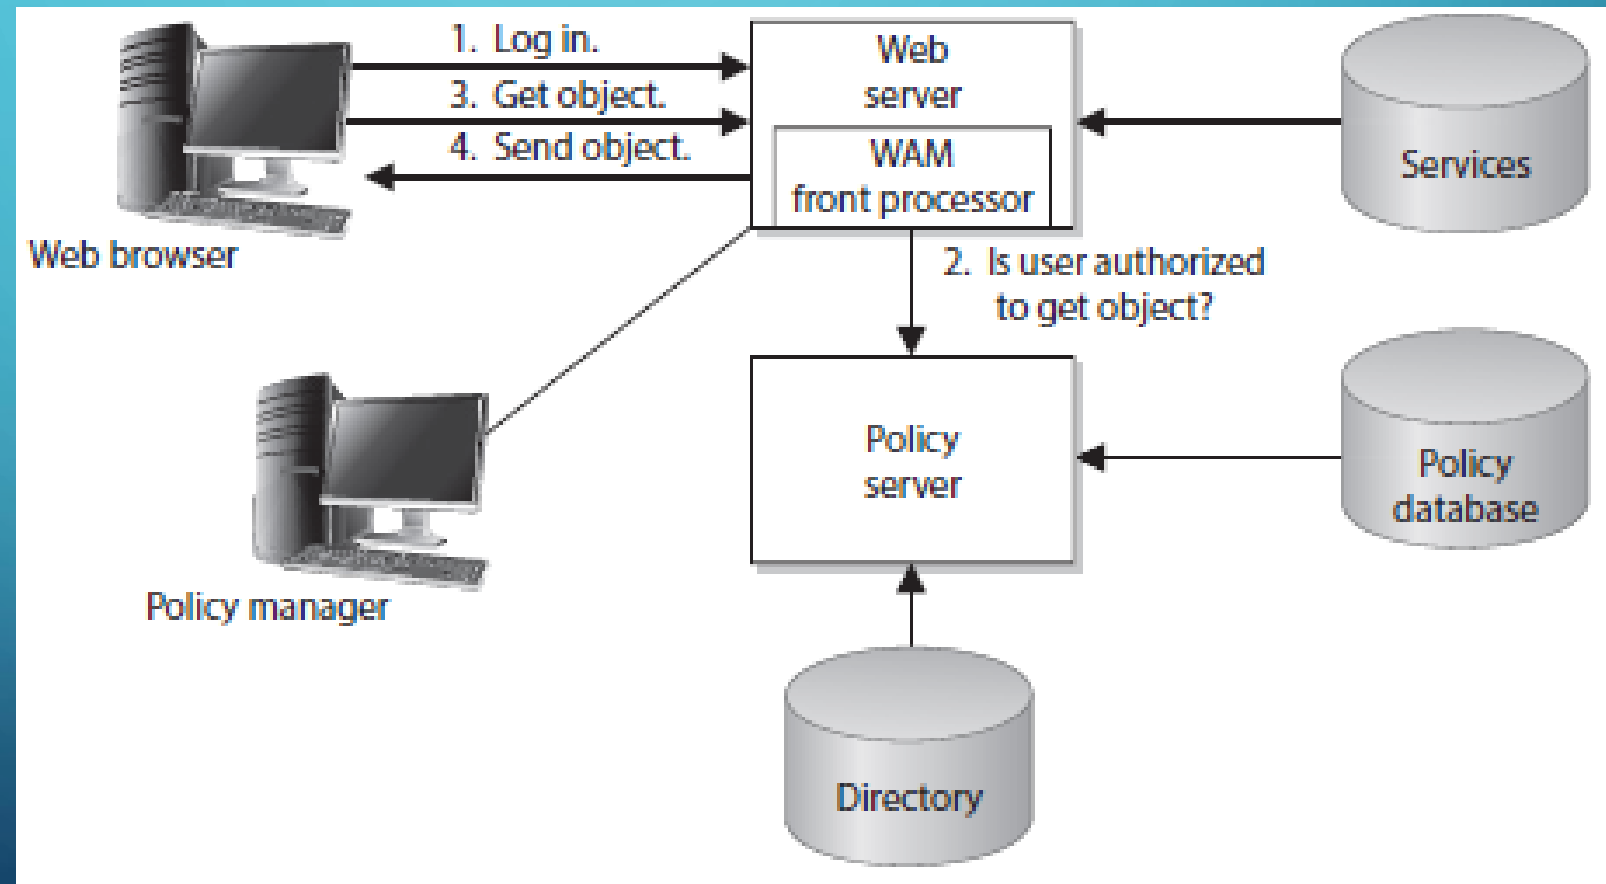 1. Log in.
3. Get object.
4. Send object.
Web
server
WAM
front processor
Services
Web browser
2. Is user authorized
to get object?
Policy
server
Policy
database
Policy manager
Directory